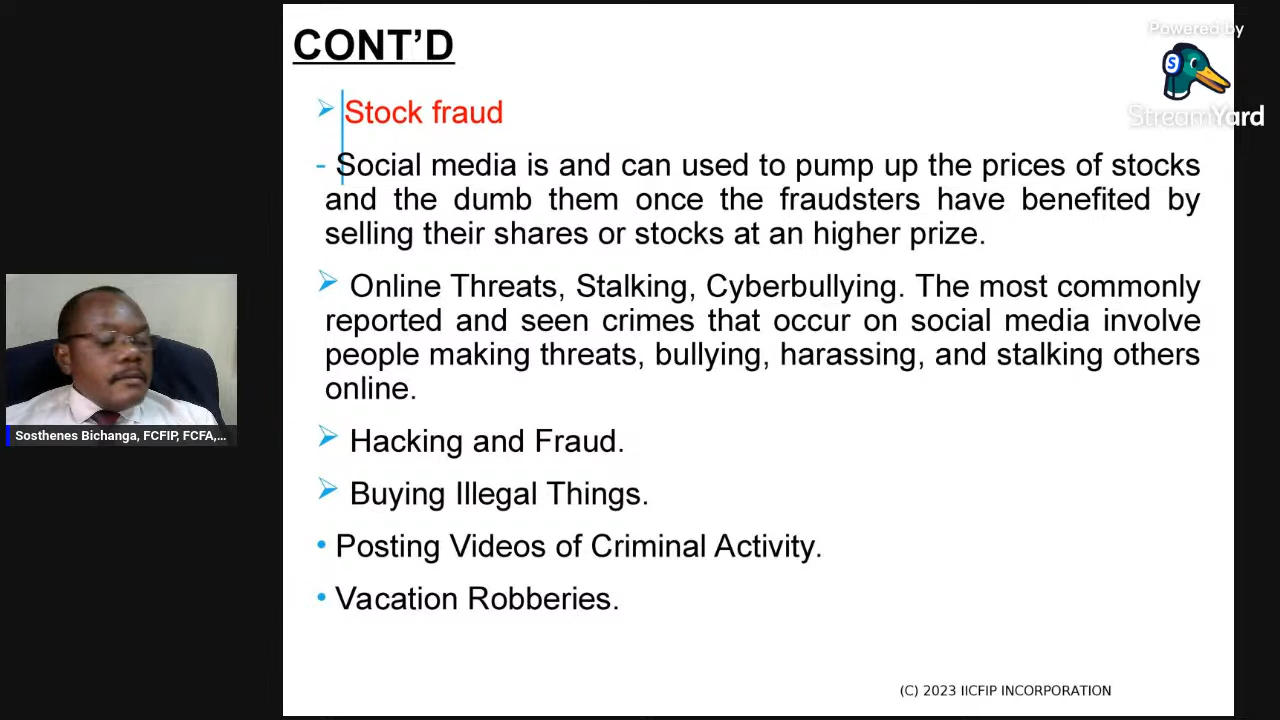 CONT'D
Powered by
S
StreamYard
➢ Stock fraud
- Social media is and can used to pump up the prices of stocks
and the dumb them once the fraudsters have benefited by
selling their shares or stocks at an higher prize.
➢ Online Threats, Stalking, Cyberbullying. The most commonly
reported and seen crimes that occur on social media involve
people making threats, bullying, harassing, and stalking others
online.
➢ Hacking and Fraud.
➢ Buying Illegal Things.
• Posting Videos of Criminal Activity.
• Vacation Robberies.
Sosthenes Bichanga, FCFIP, FCFA,...
(C) 2023 IICFIP INCORPORATION